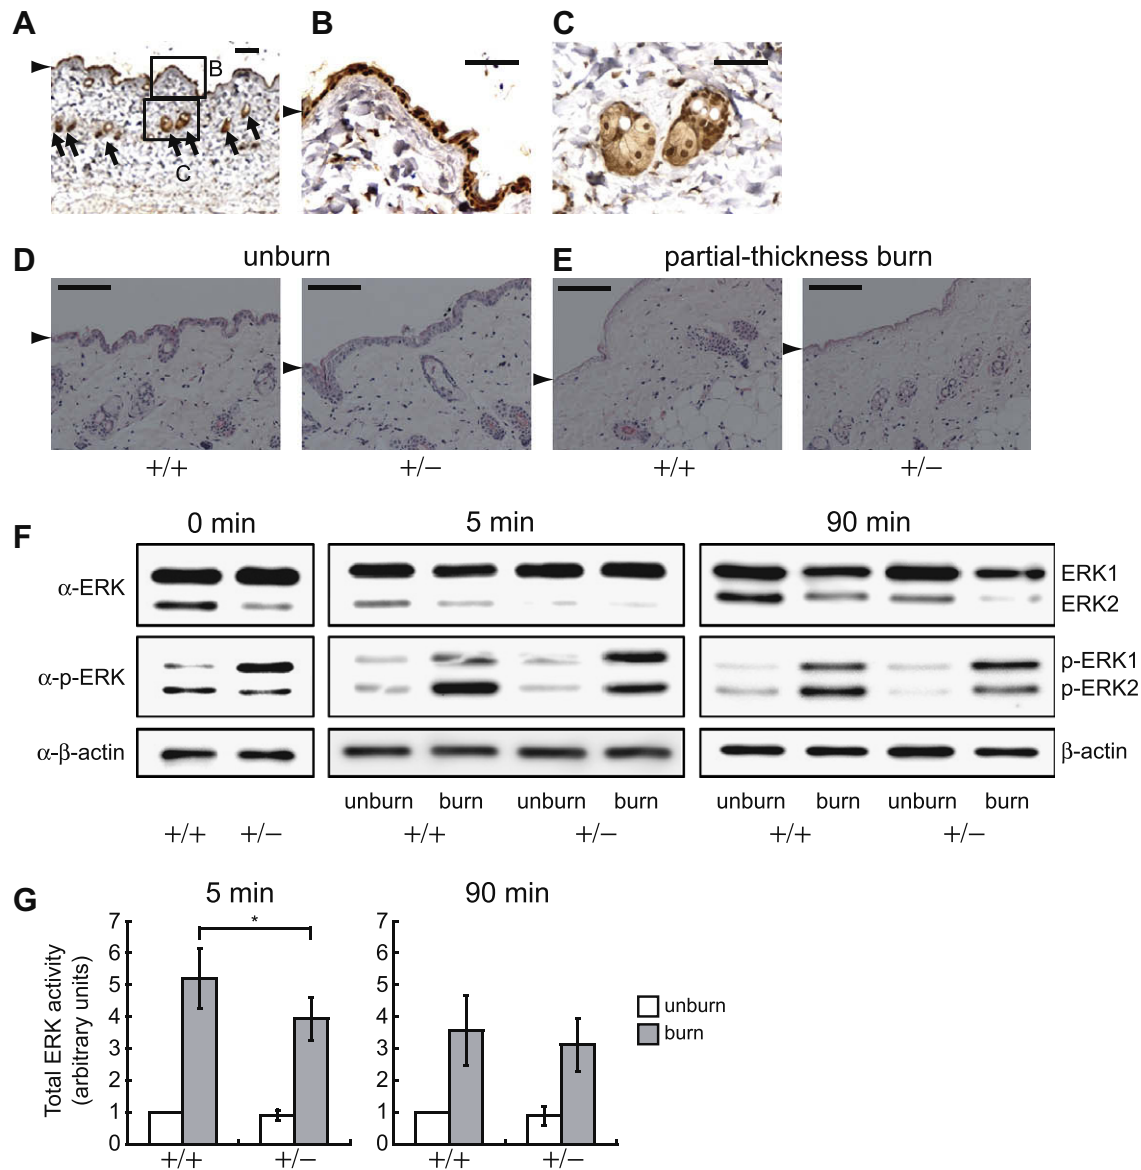 A B C
B
C
D unburn E partial-thickness burn
+/+ +/− +/+ +/−
F 0 min 5 min 90 min
α-ERK ERK1
ERK2
α-p-ERK p-ERK1
p-ERK2
α-β-actin β-actin
unburn burn unburn burn unburn burn unburn burn
+/+ +/− +/+ +/− +/+ +/−
G 5 min 90 min
Total ERK activity
(arbitrary units)
7
6
5
4
3
2
1
0
*
+/+ +/−
7
6
5
4
3
2
1
0
+/+ +/−
unburn
burn